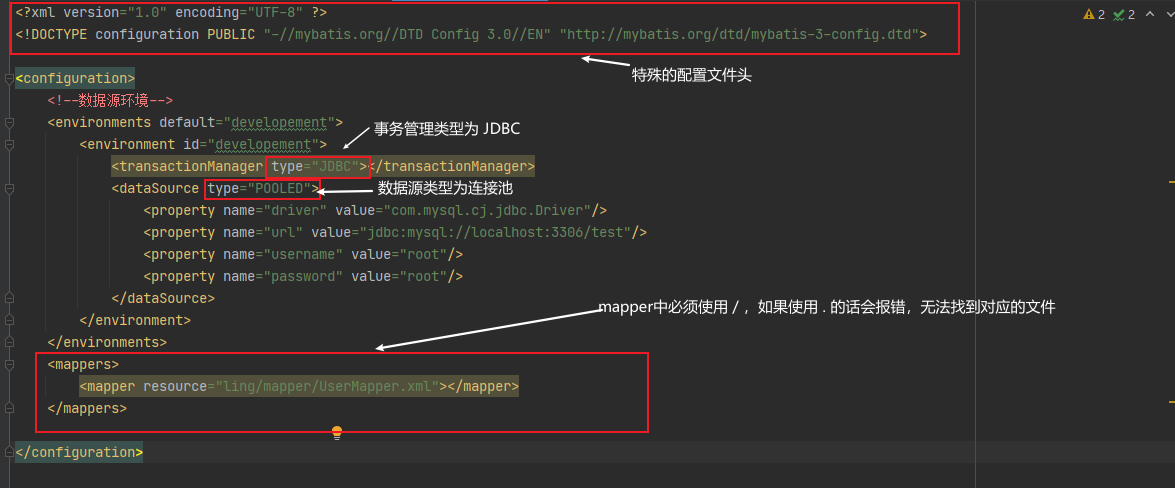 <?xml version="1.0" encoding="UTF-8" ?>
2 2
<!DOCTYPE configuration PUBLIC "-//mybatis.org//DTD Config 3.0//EN" "http://mybatis.org/dtd/mybatis-3-config.dtd">
特殊的配置文件头
<configuration>
<!--数据源环境-->
<environments default="developement">
事务管理类型为 JDBC
<environment id="developement">
<transactionManager type="JDBC"></transactionManager>
<dataSource type="POOLED">
数据源类型为连接池
<property name="driver" value="com.mysql.cj.jdbc.Driver"/>
<property name="url" value="jdbc:mysql://localhost:3306/test"/>
<property name="username" value="root"/>
<property name="password" value="root"/>
</dataSource>
mapper中必须使用 / ，如果使用 . 的话会报错，无法找到对应的文件
</environment>
</environments>
<mappers>
<mapper resource="ling/mapper/UserMapper.xml"></mapper>
</mappers>
</configuration>